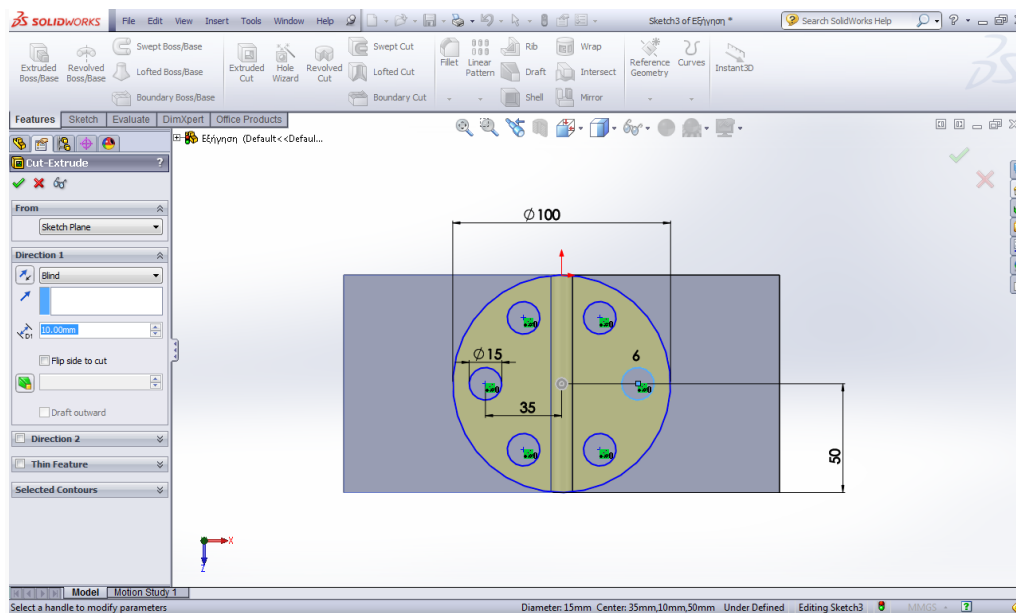 SOLIDWORKS File Edit View Insert Tools Window Help Sketch3 of Εξήγηση * Search SolidWorks Help
Extruded Boss/Base Revolved Boss/Base Swept Boss/Base Lofted Boss/Base Boundary Boss/Base Extruded Cut Hole Wizard Revolved Cut Swept Cut Lofted Cut Boundary Cut Fillet Linear Pattern Rib Draft Shell Wrap Intersect Mirror Reference Geometry Curves Instant3D
Features Sketch Evaluate DimXpert Office Products
Εξήγηση (Default<<Defaul...
Cut-Extrude ?
From
Sketch Plane
Direction 1
Blind
D1 10.00mm
Flip side to cut
Draft outward
Direction 2
Thin Feature
Selected Contours
Ø100
Ø15
6
35
50
X
Z
Model Motion Study 1
Select a handle to modify parameters Diameter: 15mm Center: 35mm,10mm,50mm Under Defined Editing Sketch3 MMGS